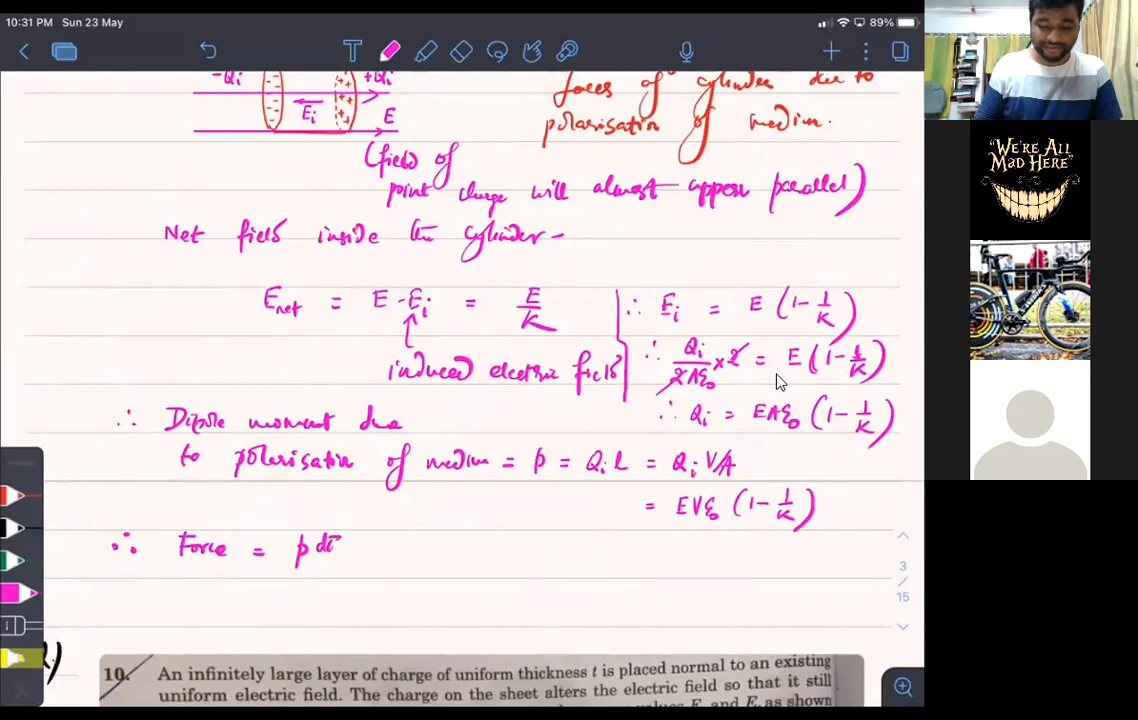 10:31 PM Sun 23 May
89%
-Qi +Qi
Ei E
faces of cylinder due to
polarisation of medium.
(field of
point charge will almost appear parallel)
Net field inside the cylinder -
Enet = E - Ei = E/K
∴ Ei = E (1 - 1/K)
induced electric field
∴ Qi/2Aε0 × 2 = E (1 - 1/K)
∴ Qi = EAε0 (1 - 1/K)
∴ Dipole moment due
to polarisation of medium = p = Qi l = Qi V/A
= EVε0 (1 - 1/K)
∴ Force = p dE
3
/
15
10. An infinitely large layer of charge of uniform thickness t is placed normal to an existing
uniform electric field. The charge on the sheet alters the electric field so that it still
and as shown
"WE'RE ALL
MAD HERE"